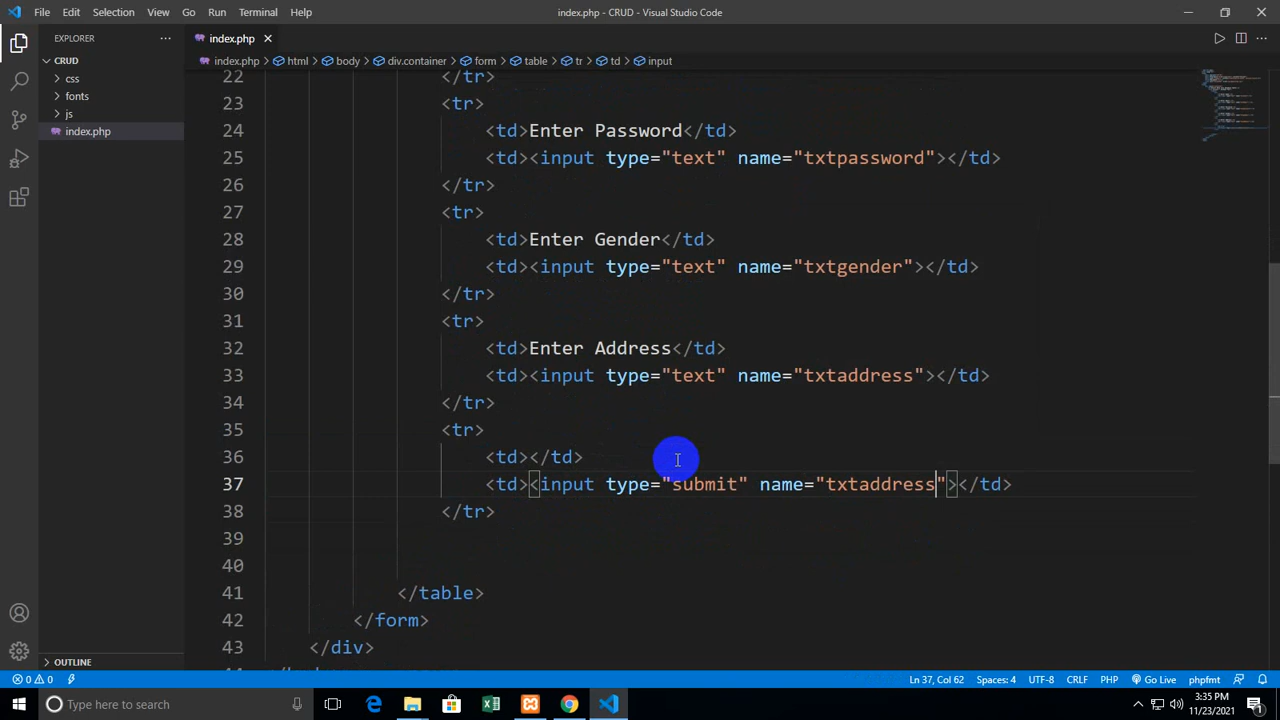 File Edit Selection View Go Run Terminal Help
index.php - CRUD - Visual Studio Code
EXPLORER
index.php
CRUD
css
fonts
js
index.php
index.php > html > body > div.container > form > table > tr > td > input
22 </tr>
23 <tr>
24 <td>Enter Password</td>
25 <td><input type="text" name="txtpassword"></td>
26 </tr>
27 <tr>
28 <td>Enter Gender</td>
29 <td><input type="text" name="txtgender"></td>
30 </tr>
31 <tr>
32 <td>Enter Address</td>
33 <td><input type="text" name="txtaddress"></td>
34 </tr>
35 <tr>
36 <td></td>
37 <td><input type="submit" name="txtaddress"></td>
38 </tr>
39
40
41 </table>
42 </form>
43 </div>
OUTLINE
0 0 Ln 37, Col 62 Spaces: 4 UTF-8 CRLF PHP Go Live phpfmt
Type here to search
3:35 PM
11/23/2021